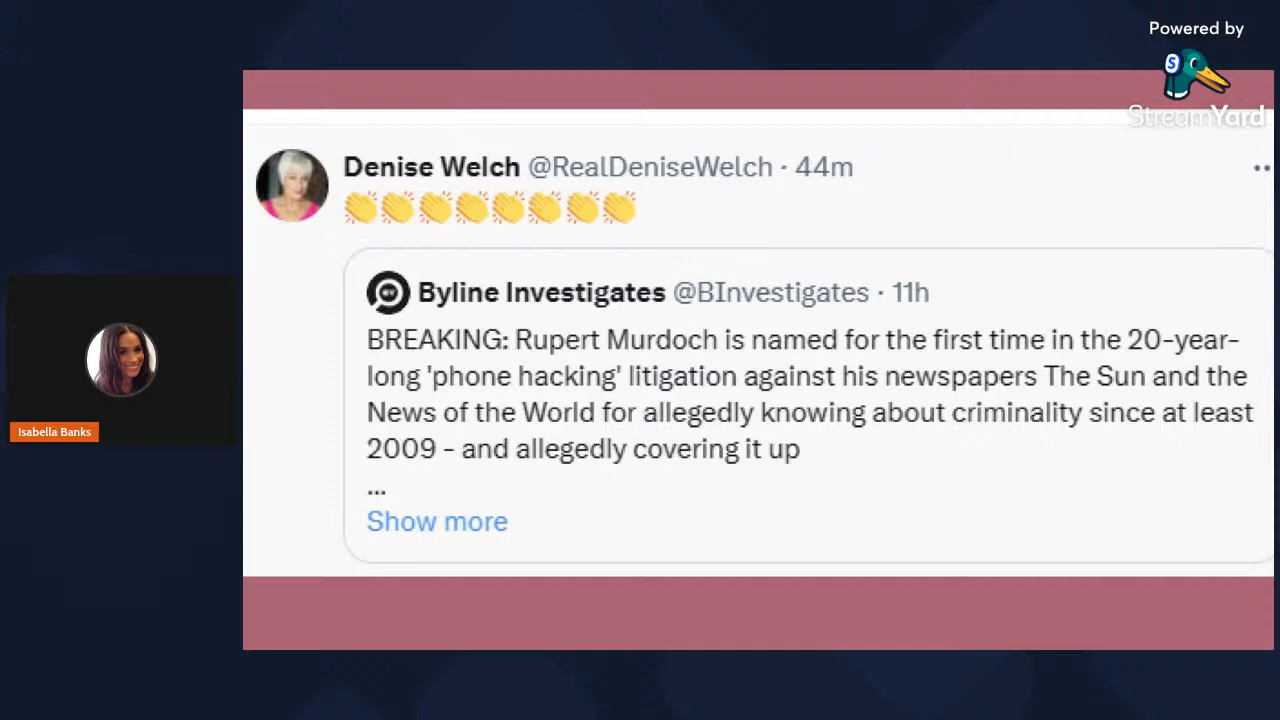 Powered by
StreamYard
Denise Welch @RealDeniseWelch · 44m
👏👏👏👏👏👏👏👏
Byline Investigates @BInvestigates · 11h
BREAKING: Rupert Murdoch is named for the first time in the 20-year-
long 'phone hacking' litigation against his newspapers The Sun and the
News of the World for allegedly knowing about criminality since at least
2009 - and allegedly covering it up
...
Show more
Isabella Banks